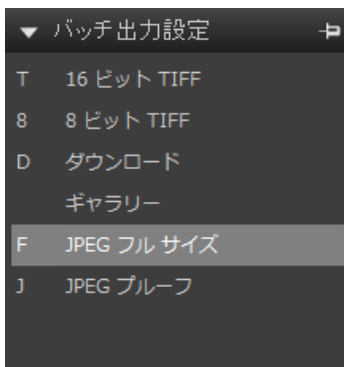 バッチ出力設定
T 16 ビット TIFF
8 8 ビット TIFF
D ダウンロード
ギャラリー
F JPEG フル サイズ
J JPEG プルーフ